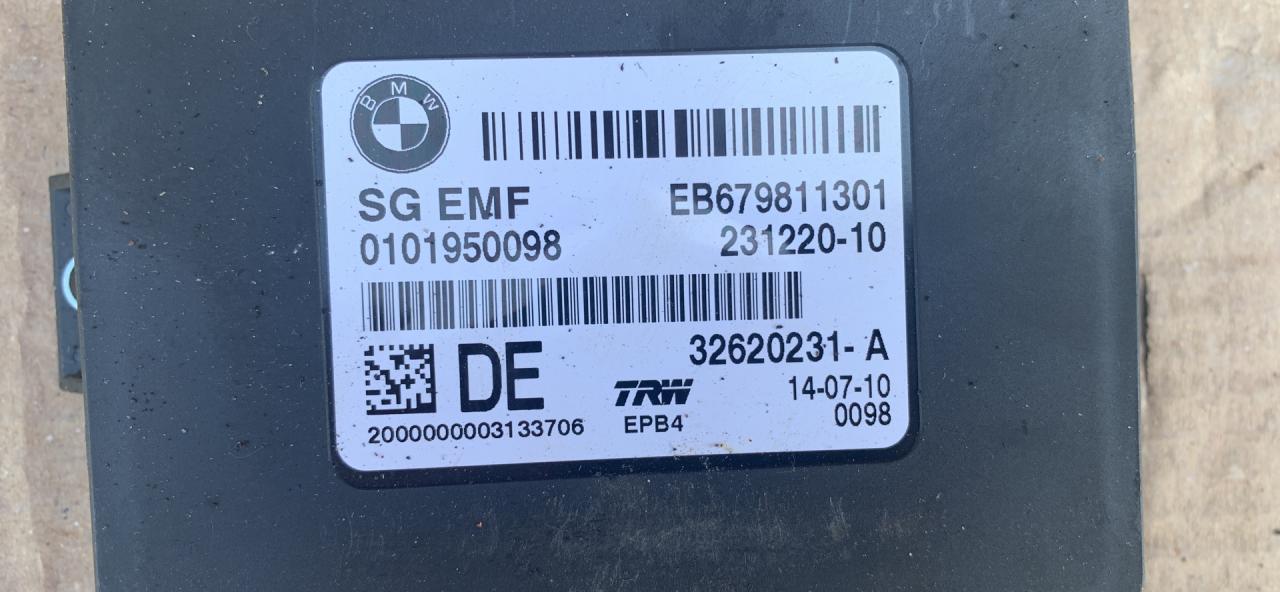 BMW
SG EMF EB679811301
0101950098 231220-10
32620231- A
DE TRW 14-07-10
2000000003133706 EPB4 0098